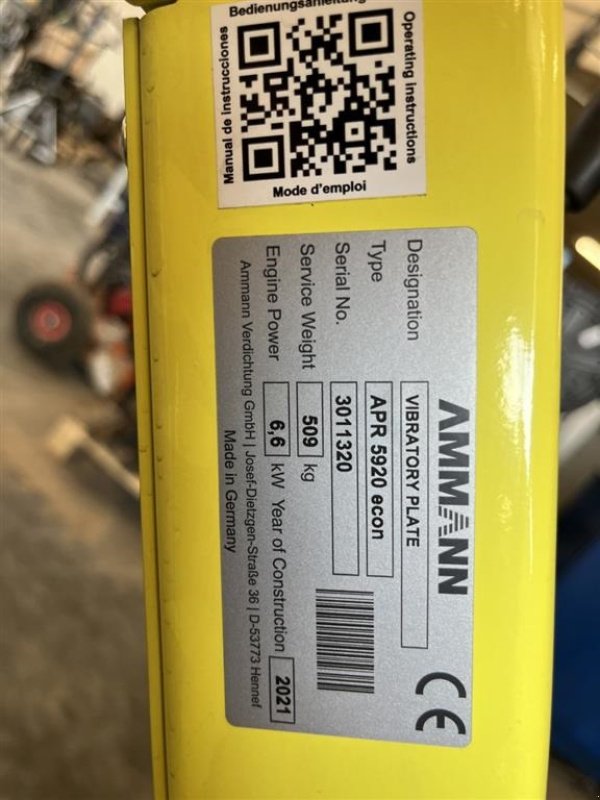 Bedienungsanleitung
Operating instructions
Manual de instrucciones
Mode d'emploi
AMMANN
CE
Designation VIBRATORY PLATE
Type APR 5920 econ
Serial No. 3011320
Service Weight 509 kg
Engine Power 6,6 kW Year of Construction 2021
Ammann Verdichtung GmbH | Josef-Dietzgen-Straße 36 | D-53773 Hennef
Made in Germany